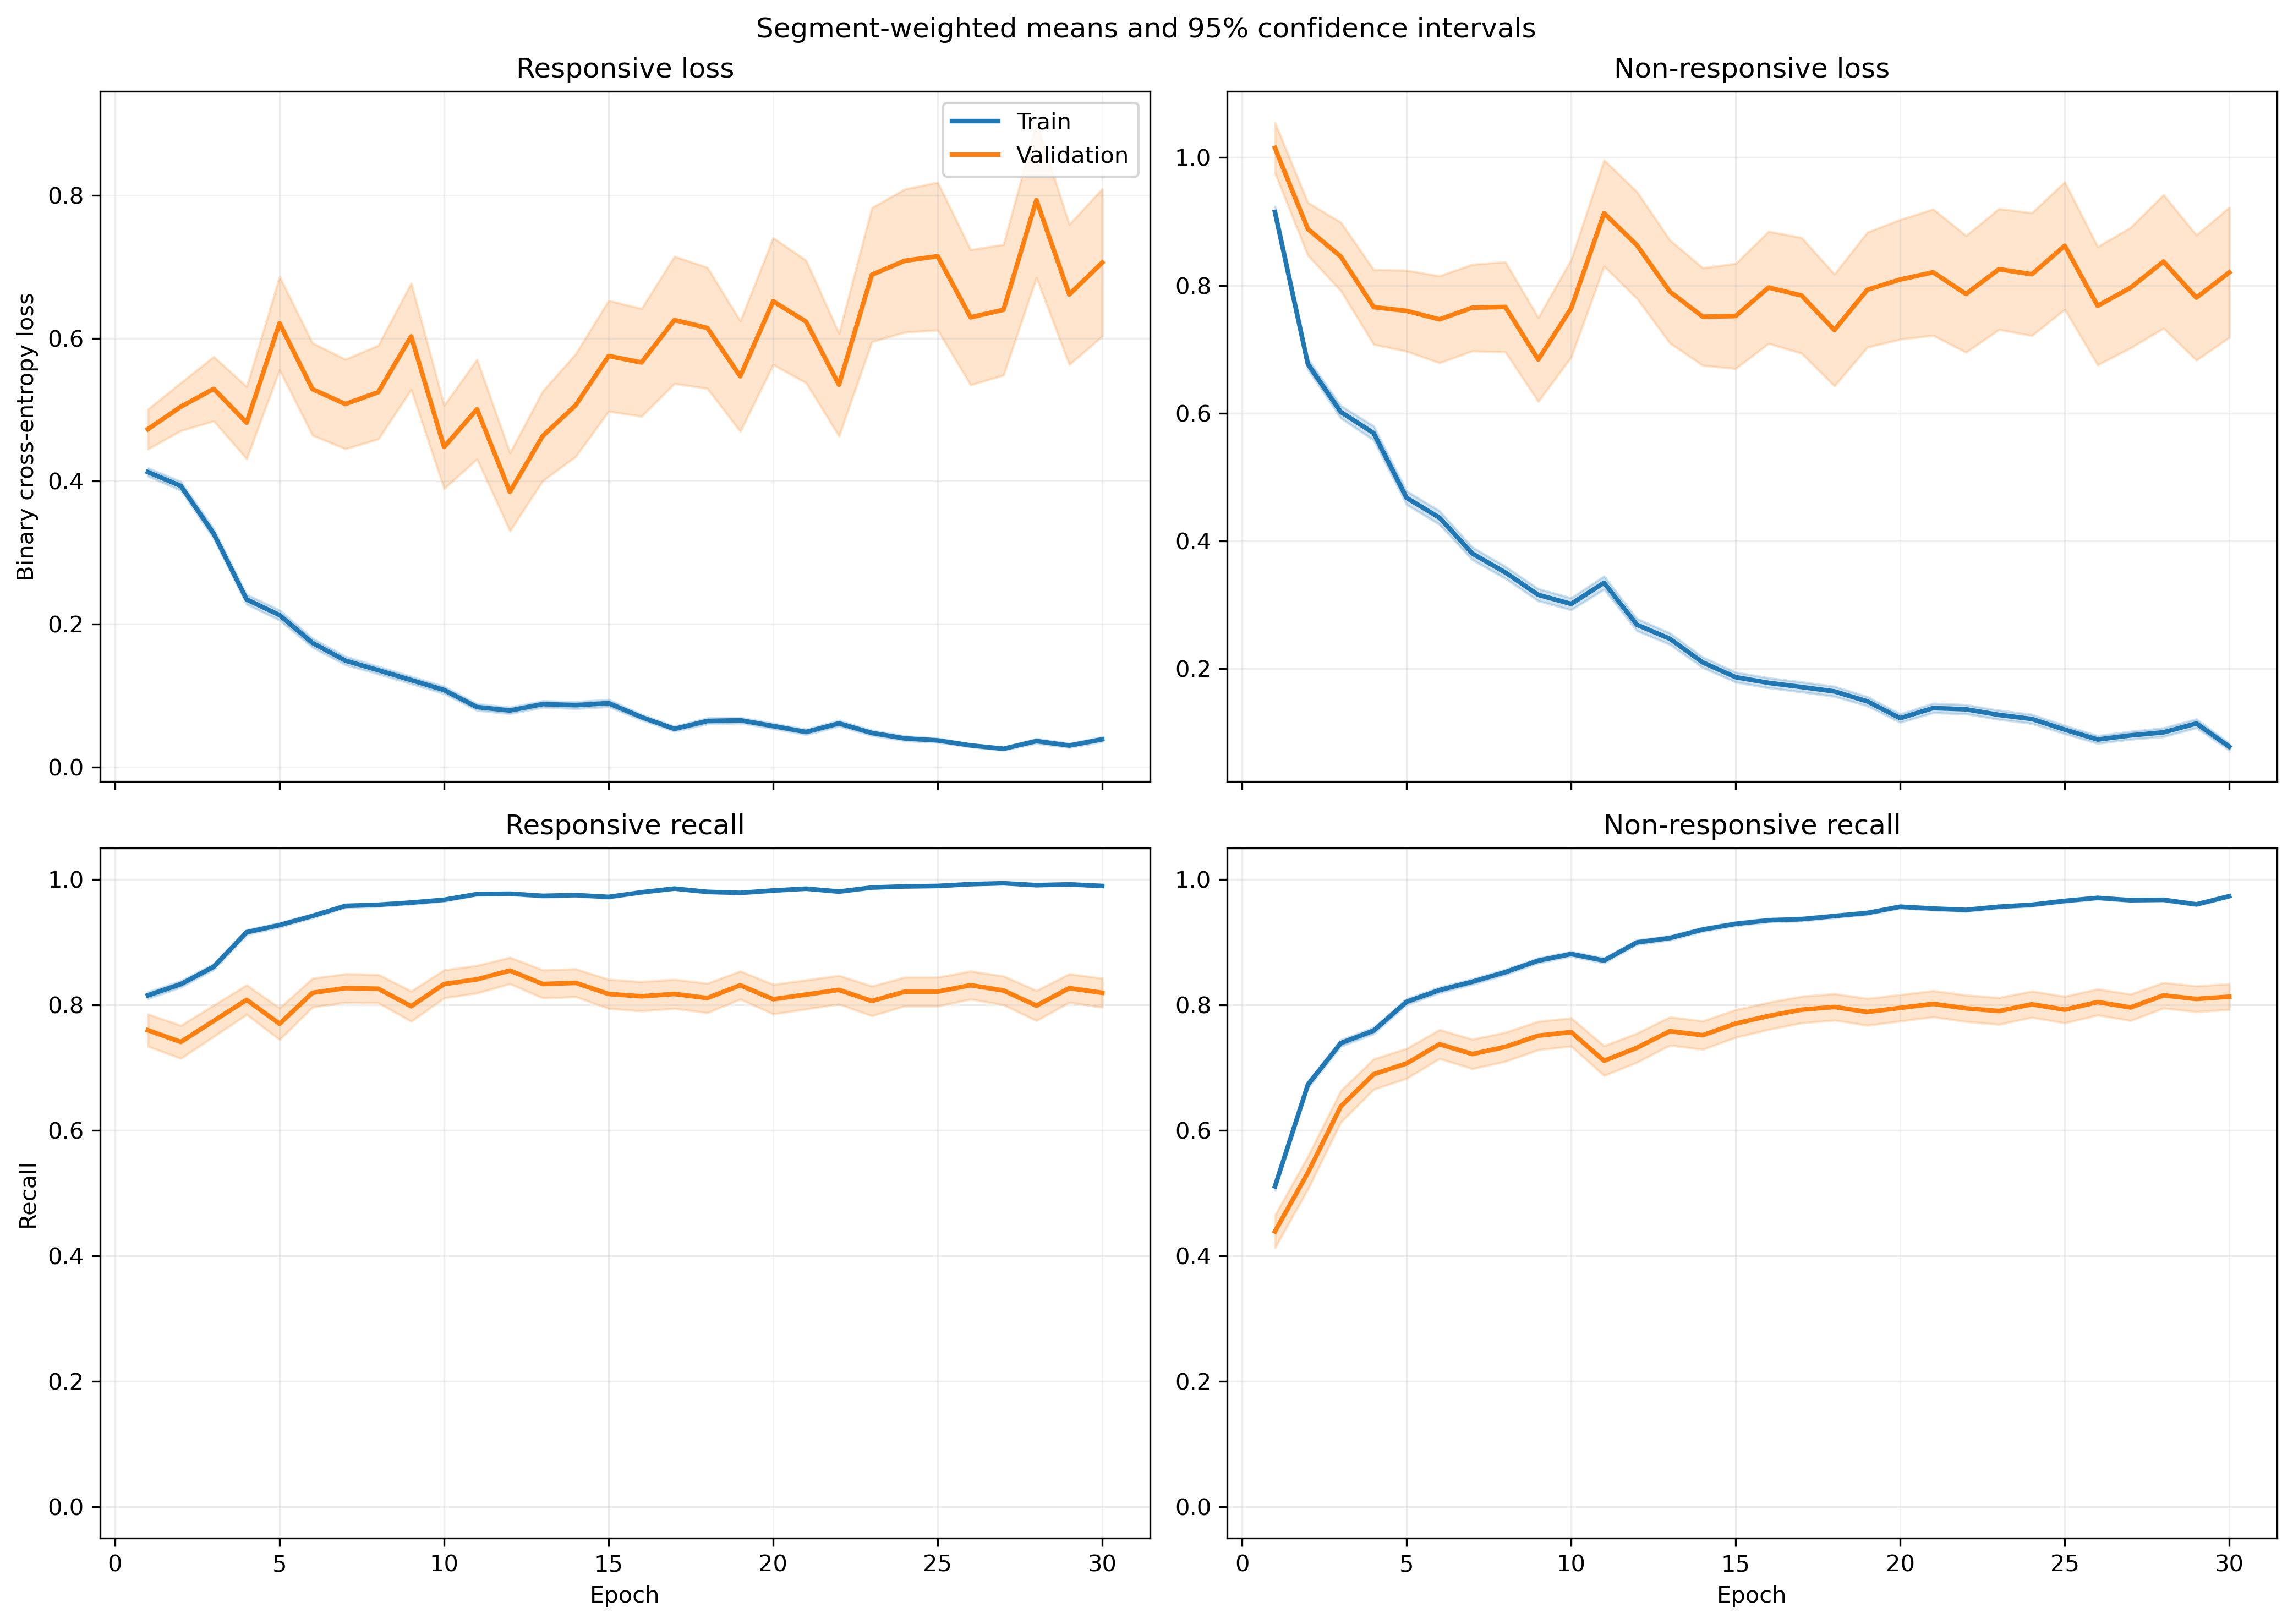 Segment-weighted means and 95% confidence intervals
Responsive loss
Non-responsive loss
Train
Validation
Binary cross-entropy loss
0.8
0.6
0.4
0.2
0.0
1.0
0.8
0.6
0.4
0.2
Responsive recall
Non-responsive recall
Recall
1.0
0.8
0.6
0.4
0.2
0.0
0 5 10 15 20 25 30
Epoch
1.0
0.8
0.6
0.4
0.2
0.0
0 5 10 15 20 25 30
Epoch